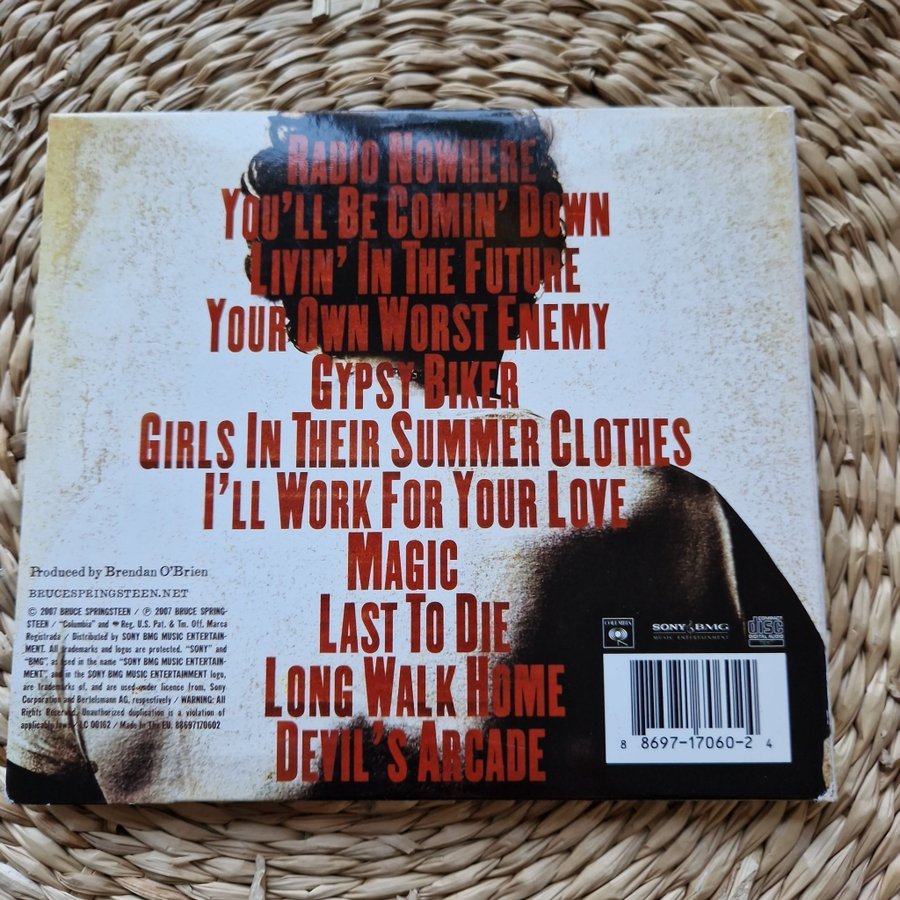 Radio Nowhere
You'll Be Comin' Down
Livin' In The Future
Your Own Worst Enemy
Gypsy Biker
Girls In Their Summer Clothes
I'll Work For Your Love
Magic
Last To Die
Long Walk Home
Devil's Arcade
Produced by Brendan O'Brien
BRUCESPRINGSTEEN.NET
© 2007 BRUCE SPRINGSTEEN / ℗ 2007 BRUCE SPRING-
STEEN / "Columbia" and Reg. U.S. Pat. & Tm. Off. Marca
Registrada / Distributed by SONY BMG MUSIC ENTERTAIN-
MENT. All trademarks and logos are protected. "SONY" and
"BMG", as used in the name "SONY BMG MUSIC ENTERTAIN-
MENT", and in the SONY BMG MUSIC ENTERTAINMENT logo,
are trademarks of, and are used under licence from, Sony
Corporation and Bertelsmann AG, respectively / WARNING: All
Rights Reserved. Unauthorized duplication is a violation of
applicable laws / LC 00162 / Made In The EU. 88697170602
COLUMBIA
SONY BMG
MUSIC ENTERTAINMENT
COMPACT
disc
DIGITAL AUDIO
8 8697-17060-2 4